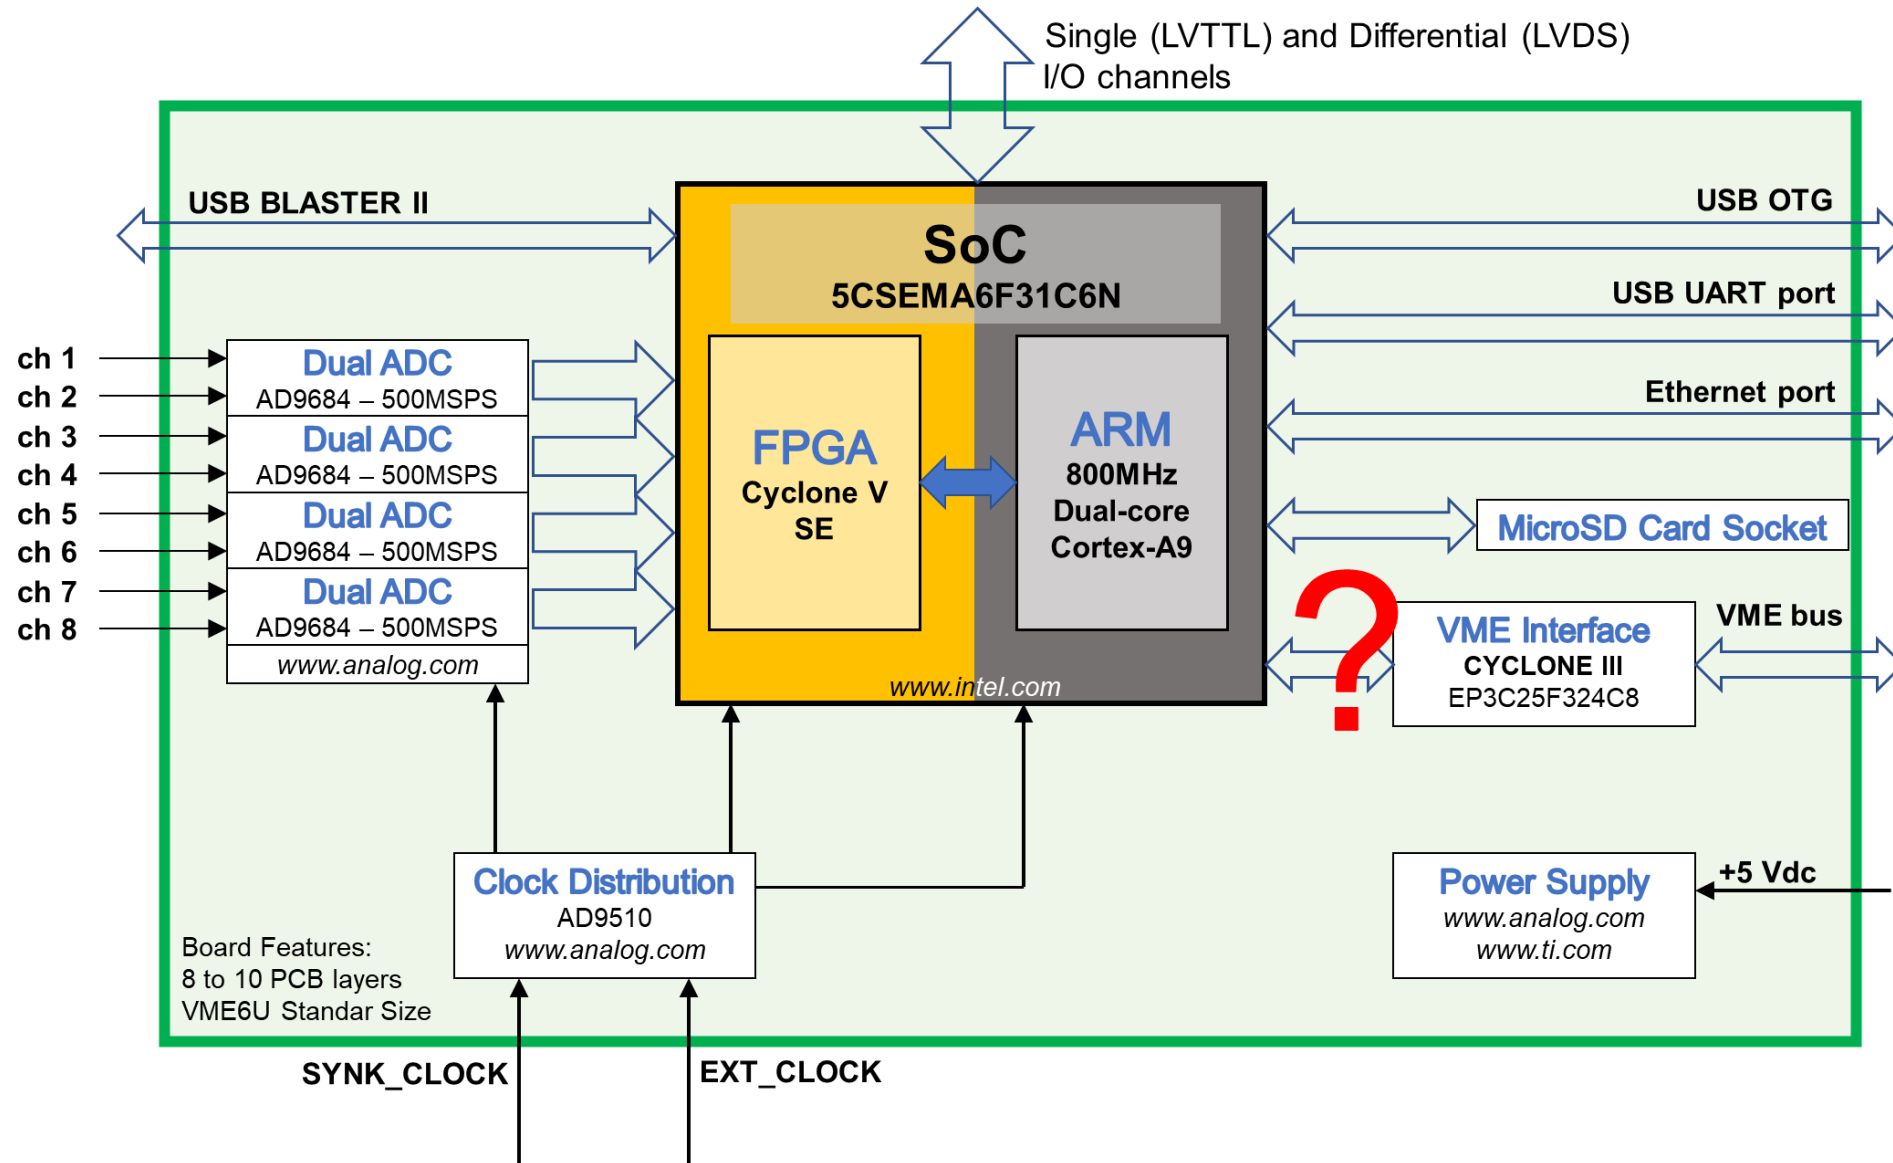 Single (LVTTL) and Differential (LVDS)
I/O channels
USB BLASTER II
USB OTG
SoC
5CSEMA6F31C6N
USB UART port
Ethernet port
ch 1
ch 2
ch 3
ch 4
ch 5
ch 6
ch 7
ch 8
Dual ADC
AD9684 – 500MSPS
Dual ADC
AD9684 – 500MSPS
Dual ADC
AD9684 – 500MSPS
Dual ADC
AD9684 – 500MSPS
www.analog.com
FPGA
Cyclone V
SE
ARM
800MHz
Dual-core
Cortex-A9
www.intel.com
MicroSD Card Socket
?
VME Interface
CYCLONE III
EP3C25F324C8
VME bus
Clock Distribution
AD9510
www.analog.com
Power Supply
www.analog.com
www.ti.com
+5 Vdc
Board Features:
8 to 10 PCB layers
VME6U Standar Size
SYNK_CLOCK
EXT_CLOCK